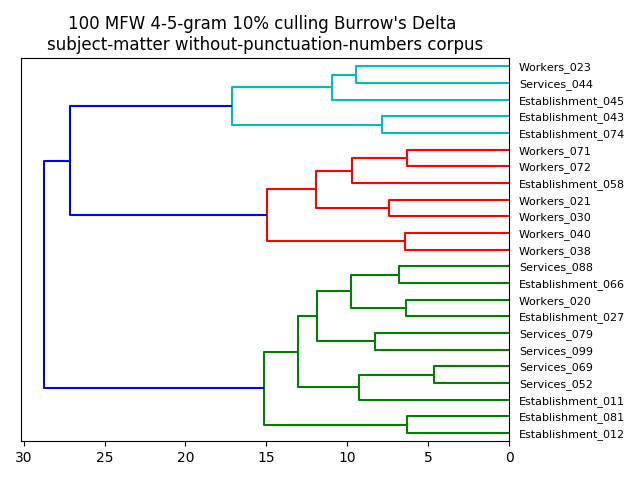 100 MFW 4-5-gram 10% culling Burrow's Delta
subject-matter without-punctuation-numbers corpus
Workers_023
Services_044
Establishment_045
Establishment_043
Establishment_074
Workers_071
Workers_072
Establishment_058
Workers_021
Workers_030
Workers_040
Workers_038
Services_088
Establishment_066
Workers_020
Establishment_027
Services_079
Services_099
Services_069
Services_052
Establishment_011
Establishment_081
Establishment_012
30 25 20 15 10 5 0